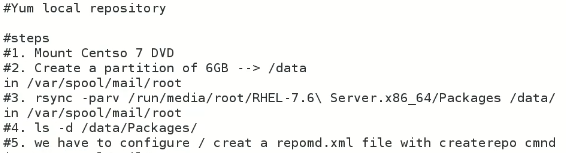 #Yum local repository
#steps
#1. Mount Centso 7 DVD
#2. Create a partition of 6GB --> /data
in /var/spool/mail/root
#3. rsync -parv /run/media/root/RHEL-7.6\ Server.x86_64/Packages /data/
in /var/spool/mail/root
#4. ls -d /data/Packages/
#5. we have to configure / creat a repomd.xml file with createrepo cmnd